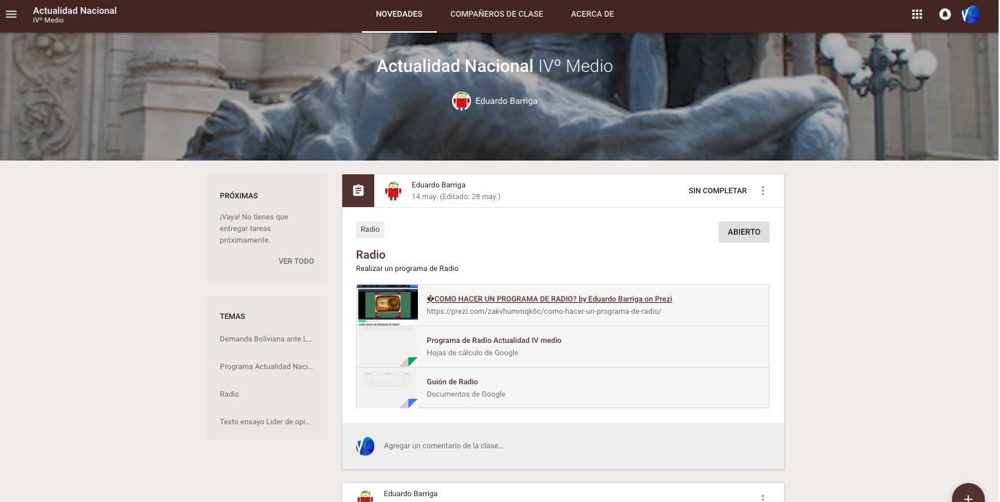 Actualidad Nacional
IVº Medio
NOVEDADES
COMPAÑEROS DE CLASE
ACERCA DE
Actualidad Nacional IVº Medio
Eduardo Barriga
PRÓXIMAS
¡Vaya! No tienes que
entregar tareas
próximamente.
VER TODO
TEMAS
Demanda Boliviana ante L...
Programa Actualidad Naci...
Radio
Texto ensayo Lider de opi...
Eduardo Barriga
14 may. (Editado: 28 may.)
SIN COMPLETAR
Radio
ABIERTO
Radio
Realizar un programa de Radio
�COMO HACER UN PROGRAMA DE RADIO? by Eduardo Barriga on Prezi
https://prezi.com/zakvhummqk6c/como-hacer-un-programa-de-radio/
Programa de Radio Actualidad IV medio
Hojas de cálculo de Google
Guión de Radio
Documentos de Google
Agregar un comentario de la clase...
Eduardo Barriga